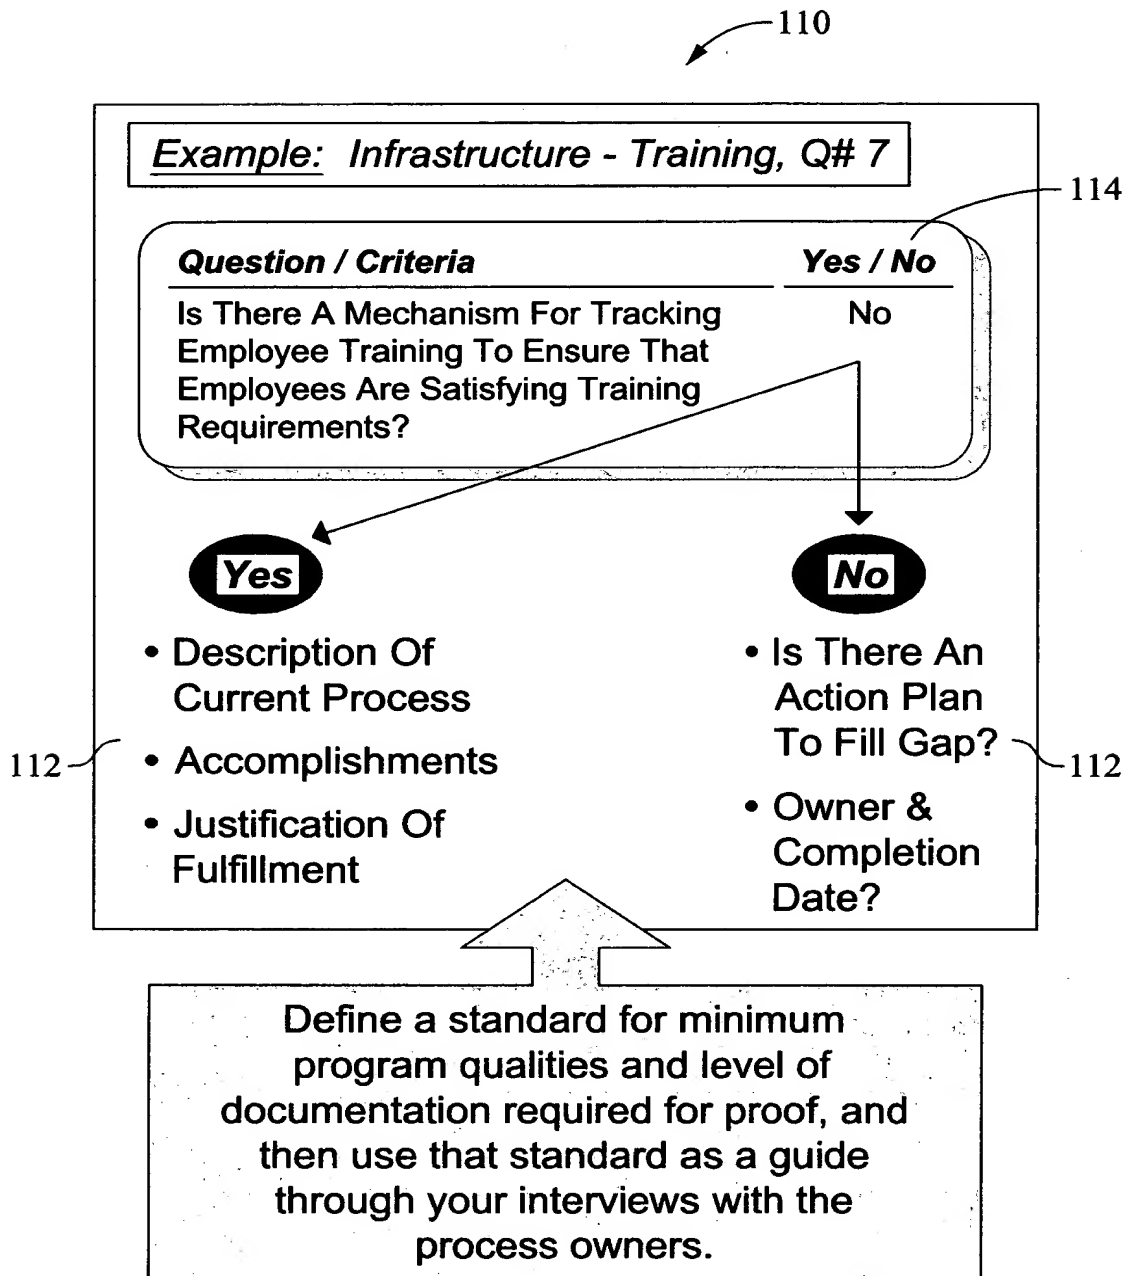 110
Example: Infrastructure - Training, Q# 7
114
Question / Criteria
Yes / No
Is There A Mechanism For Tracking
Employee Training To Ensure That
Employees Are Satisfying Training
Requirements?
No
Yes
• Description Of
Current Process
• Accomplishments
• Justification Of
Fulfillment
112
No
• Is There An
Action Plan
To Fill Gap?
• Owner &
Completion
Date?
112
Define a standard for minimum
program qualities and level of
documentation required for proof, and
then use that standard as a guide
through your interviews with the
process owners.